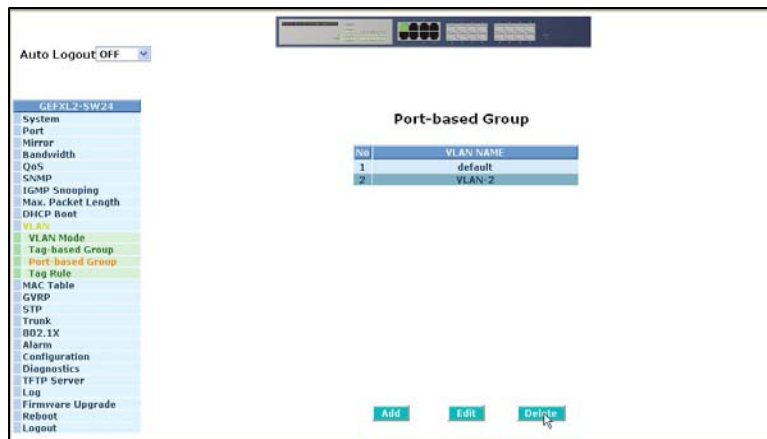 Auto Logout OFF
GEFXL2-SW24
System
Port
Mirror
Bandwidth
QoS
SNMP
IGMP Snooping
Max. Packet Length
DHCP Boot
VLAN
VLAN Mode
Tag-based Group
Port-based Group
Tag Rule
MAC Table
GVRP
STP
Trunk
802.1X
Alarm
Configuration
Diagnostics
TFTP Server
Log
Firmware Upgrade
Reboot
Logout
Port-based Group
No VLAN NAME
1 default
2 VLAN-2
Add Edit Delete